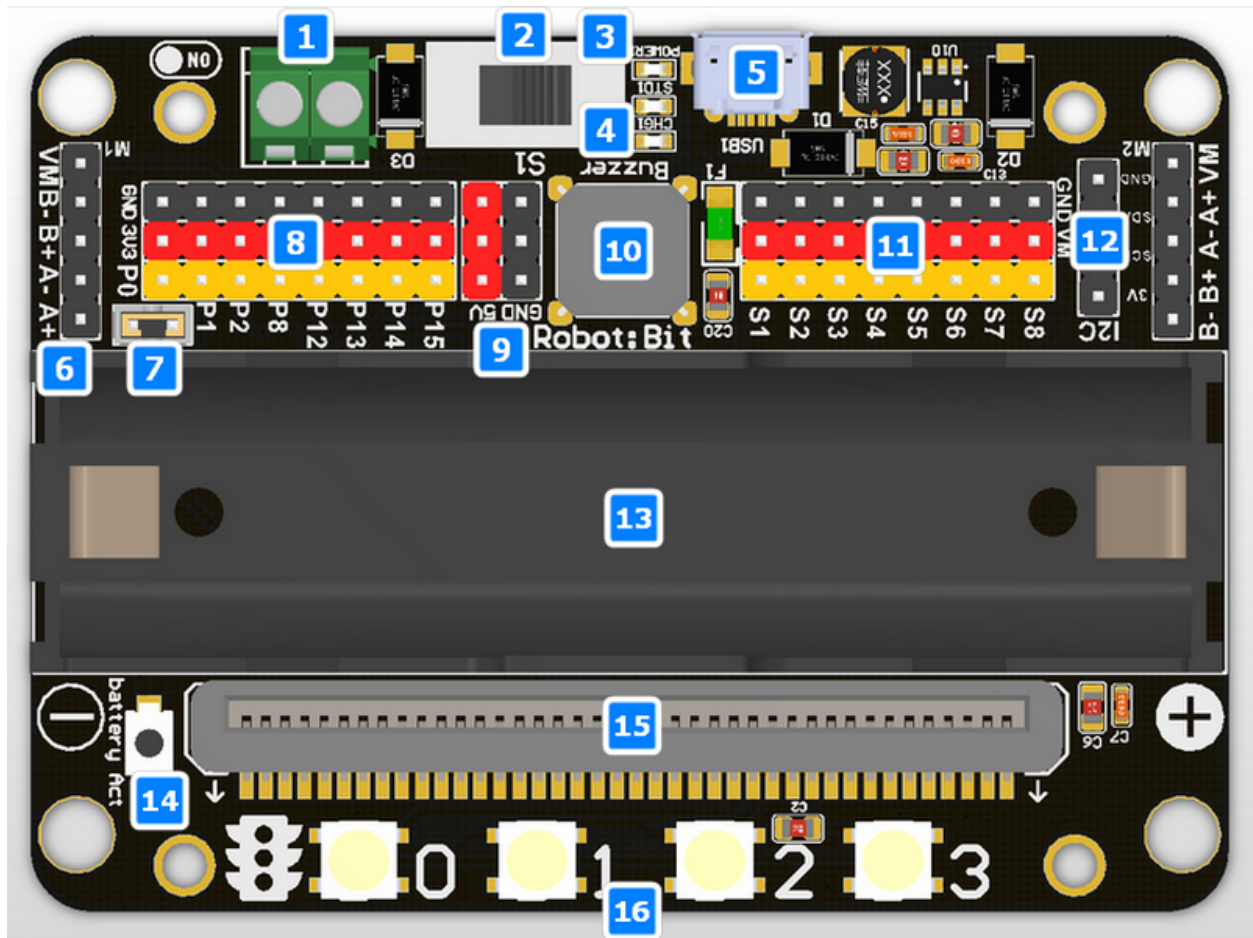 1
2
3
ON
POWER
STD1
5
U10
4
CHG1
C15
D1
D3
S1
USB1
D2
M1
Buzzer
F1
C13
M2
VM B- B+ A- A+
GND 3V3 P0
8
10
11
GND VM
GND
12
3V
B- B+ A- A+ VM
P1
P2
P8
P12
P13
P14
P15
5V
GND
C20
S1
S2
S3
S4
S5
S6
S7
S8
I2C
6
7
9
Robot:Bit
13
battery Act
15
C6
C7
14
C2
0
1
2
3
16